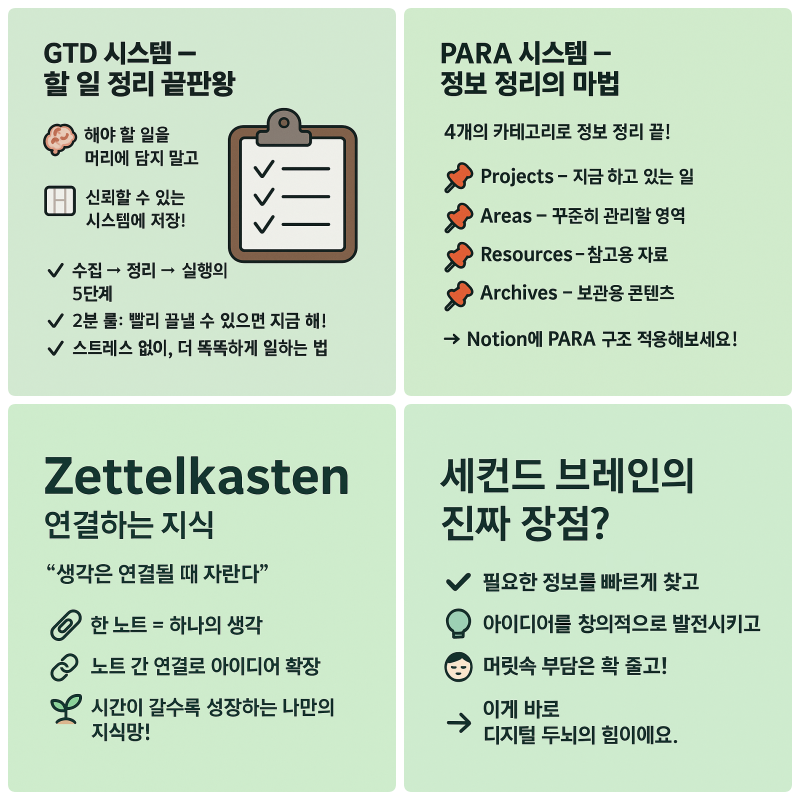 GTD 시스템 –
할 일 정리 끝판왕
해야 할 일을
머리에 담지 말고
신뢰할 수 있는
시스템에 저장!
수집 → 정리 → 실행의
5단계
2분 룰: 빨리 끝낼 수 있으면 지금 해!
스트레스 없이, 더 똑똑하게 일하는 법
PARA 시스템 –
정보 정리의 마법
4개의 카테고리로 정보 정리 끝!
Projects – 지금 하고 있는 일
Areas – 꾸준히 관리할 영역
Resources – 참고용 자료
Archives – 보관용 콘텐츠
→ Notion에 PARA 구조 적용해보세요!
Zettelkasten
연결하는 지식
“생각은 연결될 때 자란다”
한 노트 = 하나의 생각
노트 간 연결로 아이디어 확장
시간이 갈수록 성장하는 나만의
지식망!
세컨드 브레인의
진짜 장점?
필요한 정보를 빠르게 찾고
아이디어를 창의적으로 발전시키고
머릿속 부담은 확 줄고!
→ 이게 바로
디지털 두뇌의 힘이에요.